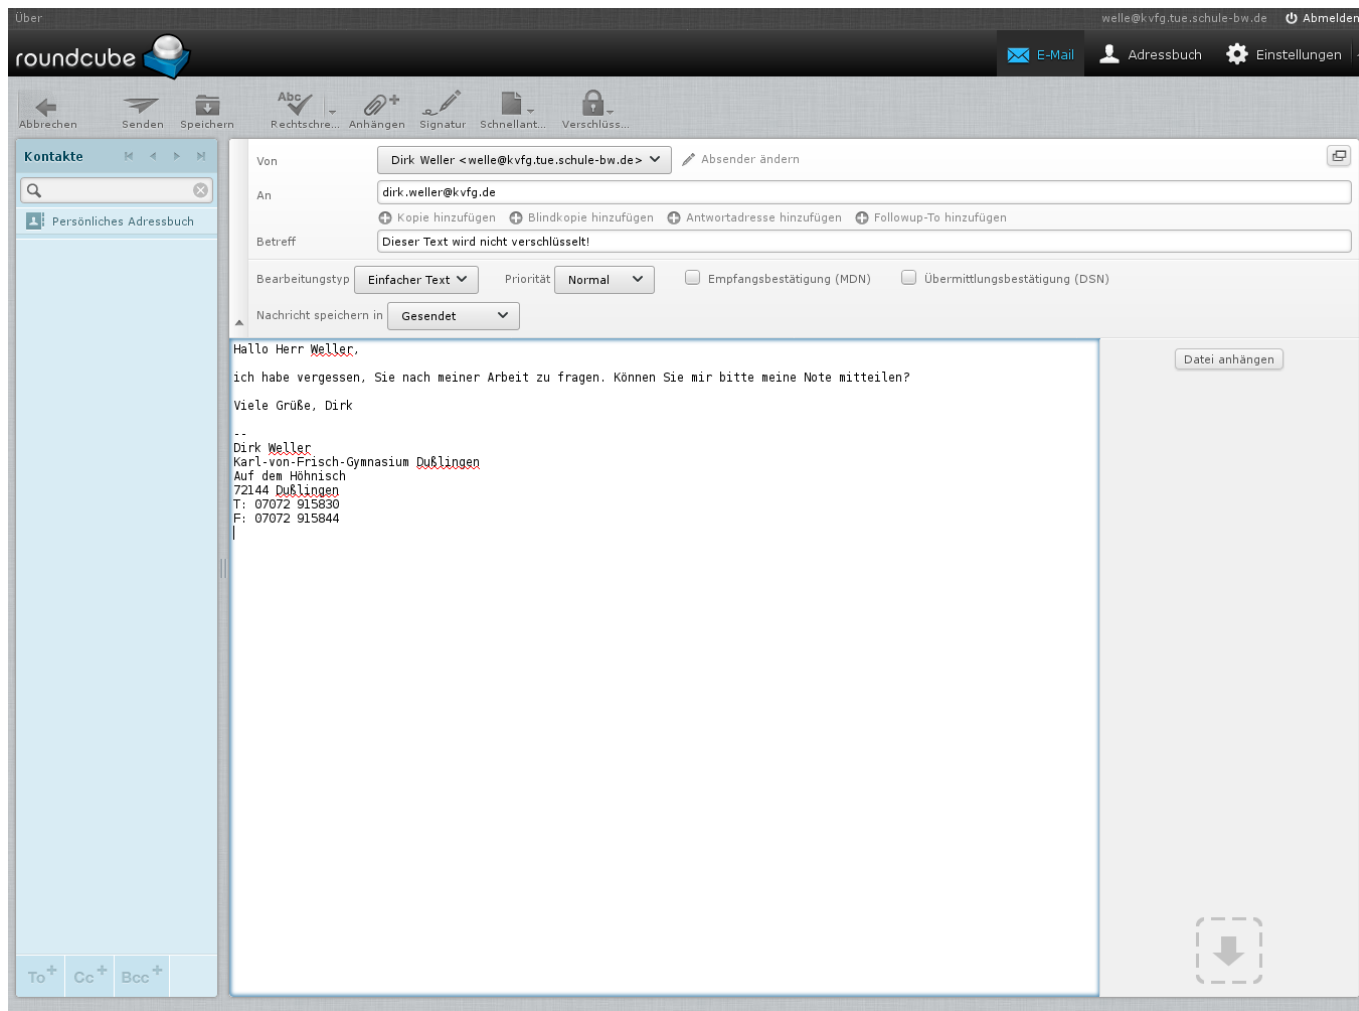 Über
welle@kvfg.tue.schule-bw.de Abmelden
roundcube
E-Mail Adressbuch Einstellungen
Abbrechen Senden Speichern Rechtschre... Anhängen Signatur Schnellant... Verschlüss...
Abc
Kontakte
Persönliches Adressbuch
Von Dirk Weller <welle@kvfg.tue.schule-bw.de> Absender ändern
An dirk.weller@kvfg.de
Kopie hinzufügen Blindkopie hinzufügen Antwortadresse hinzufügen Followup-To hinzufügen
Betreff Dieser Text wird nicht verschlüsselt!
Bearbeitungstyp Einfacher Text Priorität Normal Empfangsbestätigung (MDN) Übermittlungsbestätigung (DSN)
Nachricht speichern in Gesendet
Hallo Herr Weller,
ich habe vergessen, Sie nach meiner Arbeit zu fragen. Können Sie mir bitte meine Note mitteilen?
Viele Grüße, Dirk
--
Dirk Weller
Karl-von-Frisch-Gymnasium Dußlingen
Auf dem Höhnisch
72144 Dußlingen
T: 07072 915830
F: 07072 915844
Datei anhängen
To+ Cc+ Bcc+